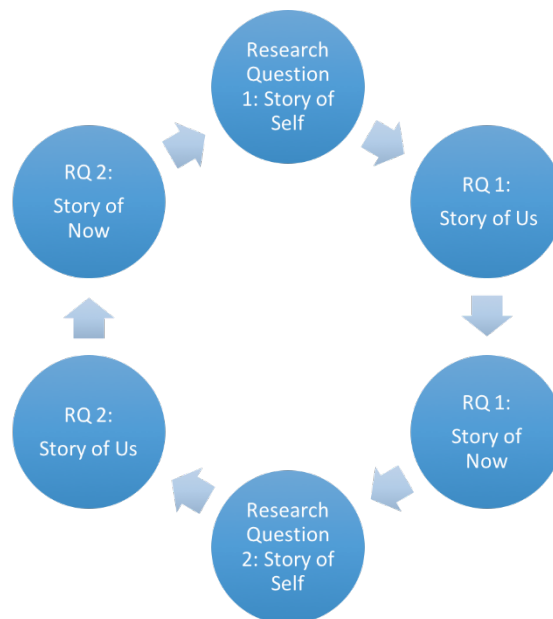 Research
Question
1: Story of
Self
RQ 1:
Story of Us
RQ 1:
Story of
Now
Research
Question
2: Story of
Self
RQ 2:
Story of Us
RQ 2:
Story of
Now